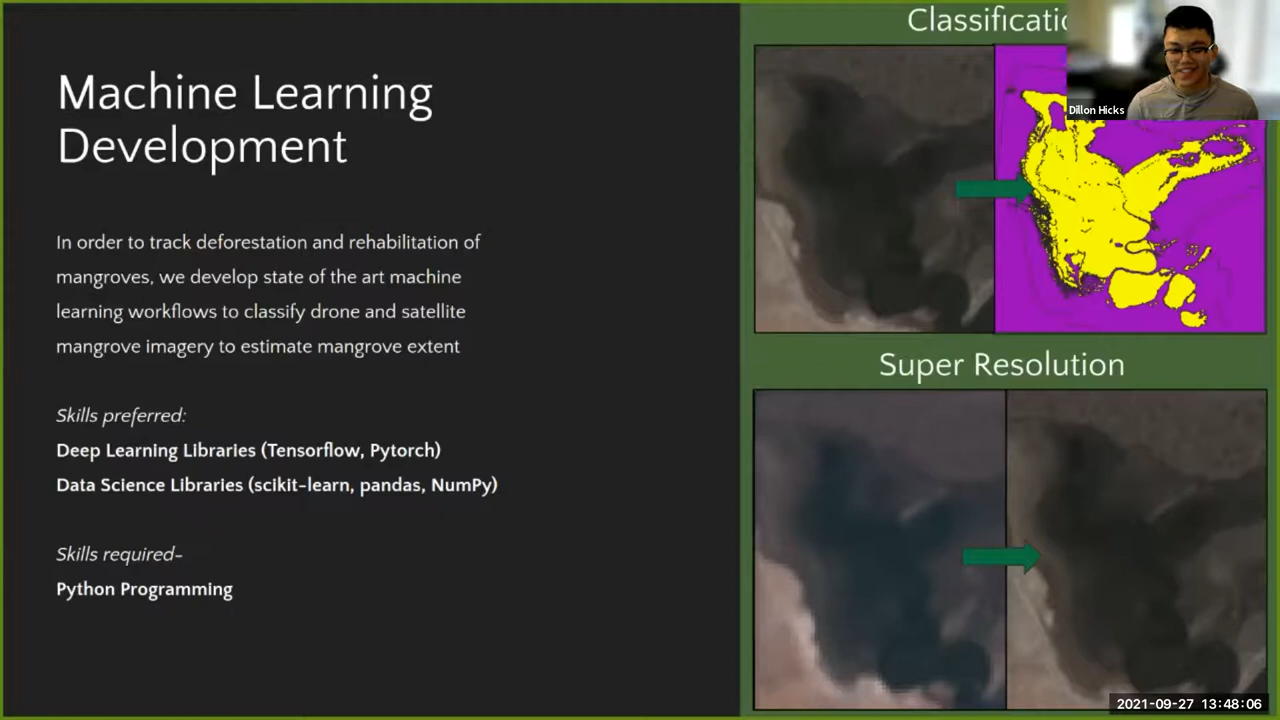 Machine Learning
Development
In order to track deforestation and rehabilitation of
mangroves, we develop state of the art machine
learning workflows to classify drone and satellite
mangrove imagery to estimate mangrove extent
Skills preferred:
Deep Learning Libraries (Tensorflow, Pytorch)
Data Science Libraries (scikit-learn, pandas, NumPy)
Skills required-
Python Programming
Classificatio
Dillon Hicks
Super Resolution
2021-09-27 13:48:06